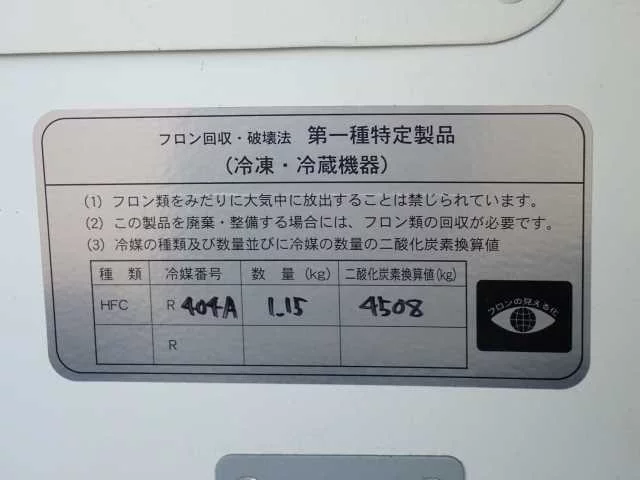 フロン回収・破壊法 第一種特定製品
(冷凍・冷蔵機器)
(1) フロン類をみだりに大気中に放出することは禁じられています。
(2) この製品を廃棄・整備する場合には、フロン類の回収が必要です。
(3) 冷媒の種類及び数量並びに冷媒の数量の二酸化炭素換算値
種 類 冷媒番号 数 量 (kg) 二酸化炭素換算値(kg)
HFC R 404A 1.15 4508
R
フロンの見える化